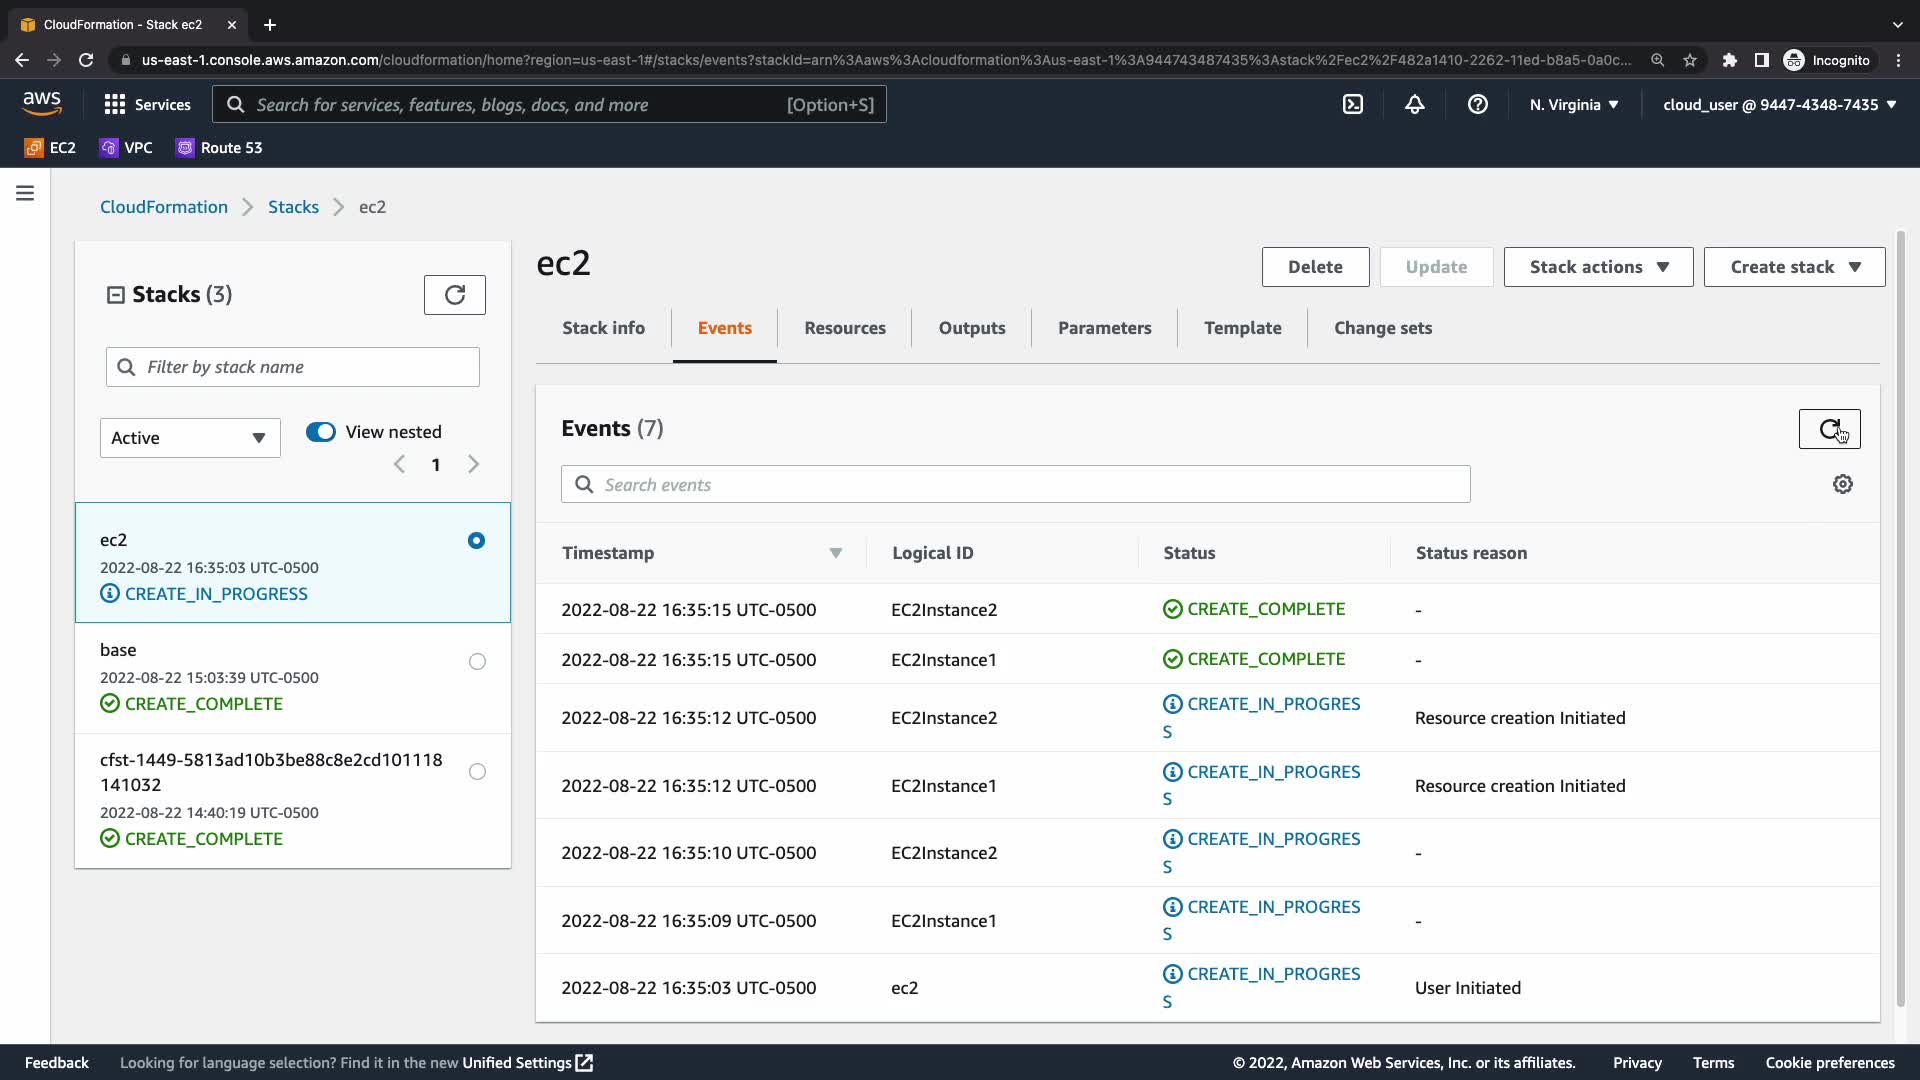 CloudFormation - Stack ec2
us-east-1.console.aws.amazon.com/cloudformation/home?region=us-east-1#/stacks/events?stackId=arn%3Aaws%3Acloudformation%3Aus-east-1%3A944743487435%3Astack%2Fec2%2F482a1410-2262-11ed-b8a5-0a0c...
Incognito
aws
Services
Search for services, features, blogs, docs, and more
[Option+S]
N. Virginia
cloud_user @ 9447-4348-7435
EC2
VPC
Route 53
CloudFormation
Stacks
ec2
Stacks (3)
Filter by stack name
Active
View nested
1
ec2
2022-08-22 16:35:03 UTC-0500
CREATE_IN_PROGRESS
base
2022-08-22 15:03:39 UTC-0500
CREATE_COMPLETE
cfst-1449-5813ad10b3be88c8e2cd101118
141032
2022-08-22 14:40:19 UTC-0500
CREATE_COMPLETE
ec2
Delete
Update
Stack actions
Create stack
Stack info
Events
Resources
Outputs
Parameters
Template
Change sets
Events (7)
Search events
Timestamp Logical ID Status Status reason
2022-08-22 16:35:15 UTC-0500 EC2Instance2 CREATE_COMPLETE -
2022-08-22 16:35:15 UTC-0500 EC2Instance1 CREATE_COMPLETE -
2022-08-22 16:35:12 UTC-0500 EC2Instance2 CREATE_IN_PROGRES Resource creation Initiated
S
2022-08-22 16:35:12 UTC-0500 EC2Instance1 CREATE_IN_PROGRES Resource creation Initiated
S
2022-08-22 16:35:10 UTC-0500 EC2Instance2 CREATE_IN_PROGRES -
S
2022-08-22 16:35:09 UTC-0500 EC2Instance1 CREATE_IN_PROGRES -
S
2022-08-22 16:35:03 UTC-0500 ec2 CREATE_IN_PROGRES User Initiated
S
Feedback
Looking for language selection? Find it in the new Unified Settings
© 2022, Amazon Web Services, Inc. or its affiliates.
Privacy
Terms
Cookie preferences